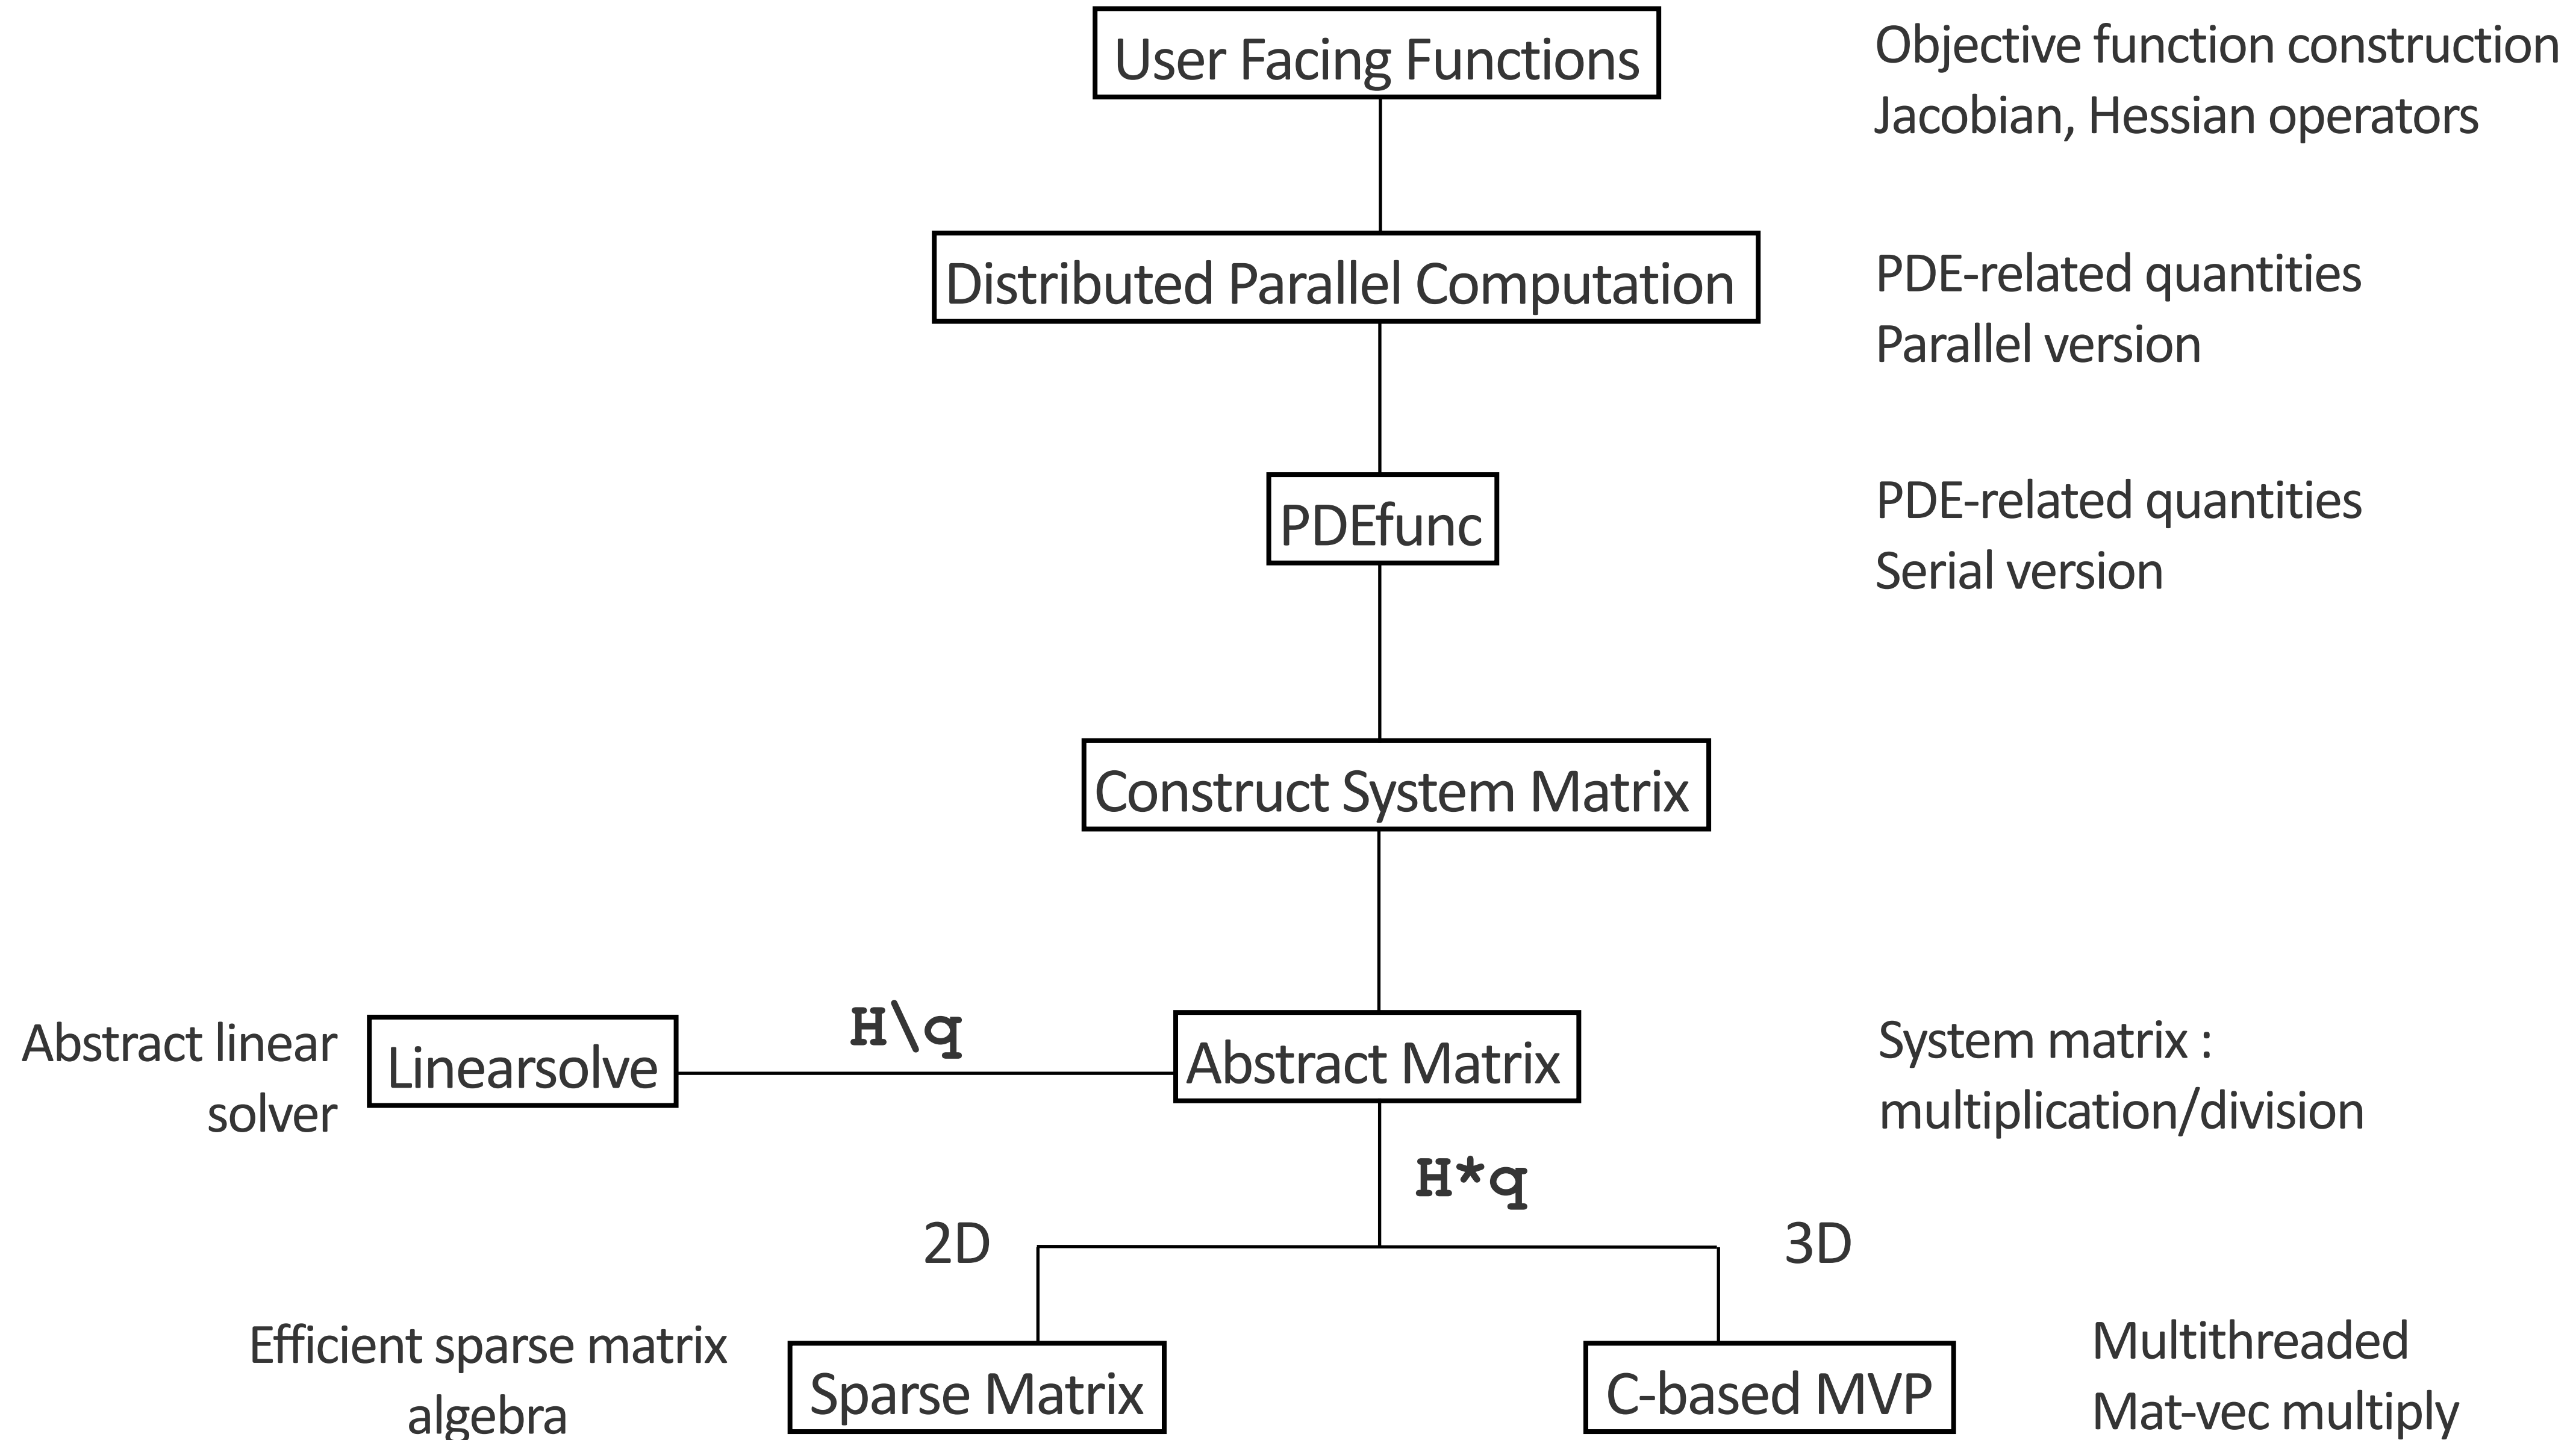 User Facing Functions
Objective function construction
Jacobian, Hessian operators
Distributed Parallel Computation
PDE-related quantities
Parallel version
PDEfunc
PDE-related quantities
Serial version
Construct System Matrix
Abstract linear
solver
Linearsolve
H\q
Abstract Matrix
System matrix :
multiplication/division
H*q
2D
3D
Efficient sparse matrix
algebra
Sparse Matrix
C-based MVP
Multithreaded
Mat-vec multiply